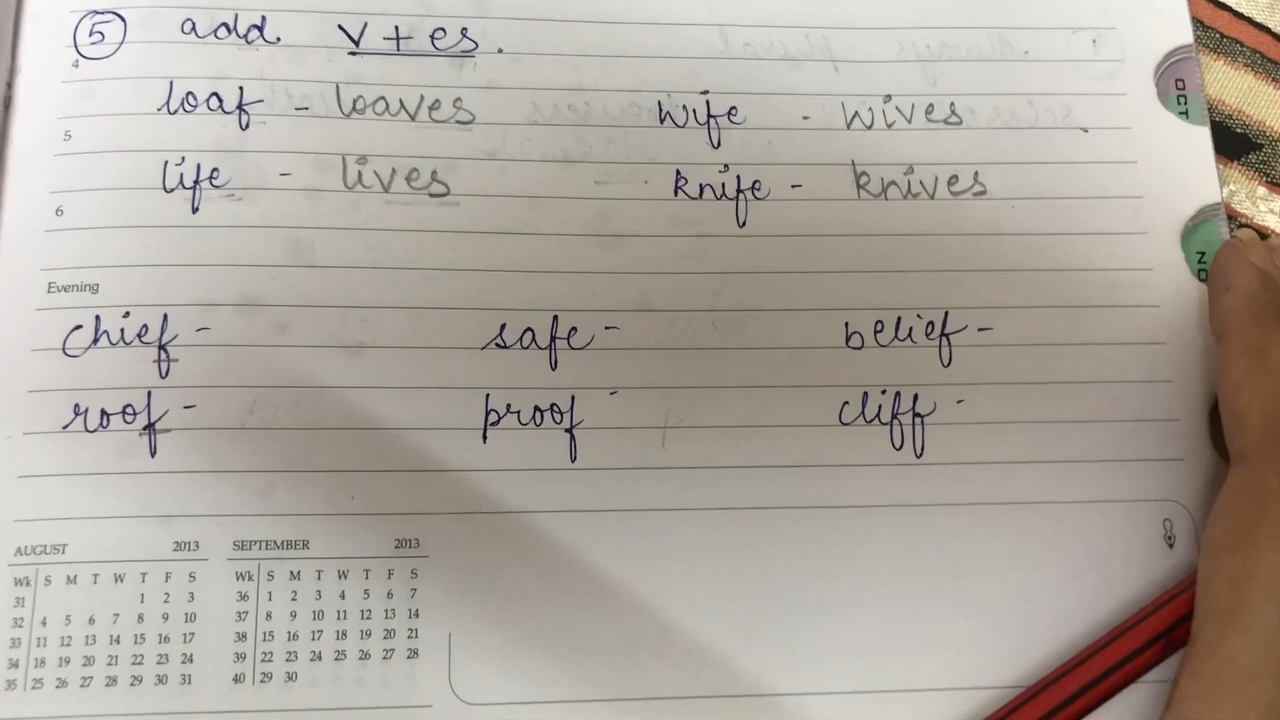 5 add v + es.
4
loaf - loaves wife - wives
5
life - lives knife - knives
6
Evening
chief - safe - belief -
roof - proof - cliff -
AUGUST 2013 SEPTEMBER 2013
Wk S M T W T F S Wk S M T W T F S
31 1 2 3 36 1 2 3 4 5 6 7
32 4 5 6 7 8 9 10 37 8 9 10 11 12 13 14
33 11 12 13 14 15 16 17 38 15 16 17 18 19 20 21
34 18 19 20 21 22 23 24 39 22 23 24 25 26 27 28
35 25 26 27 28 29 30 31 40 29 30
OCT
NO